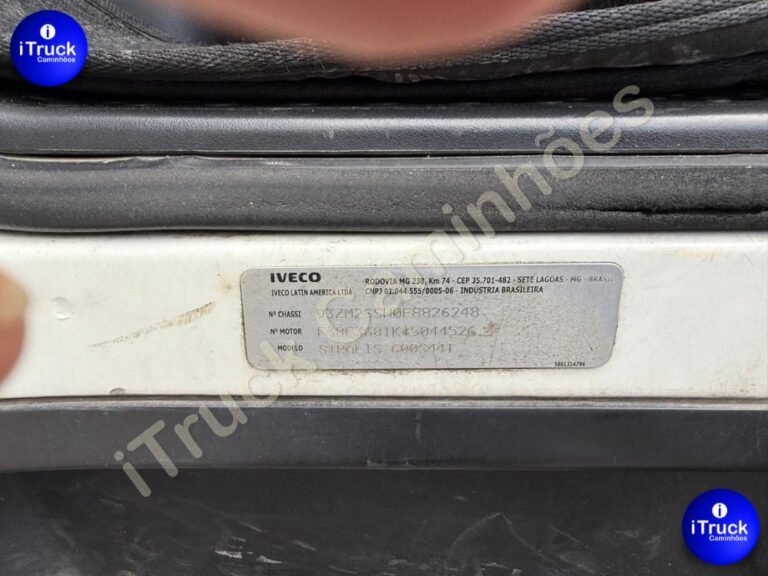 i
iTruck
Caminhões
iTruck Caminhões
IVECO
IVECO LATIN AMERICA LTDA
RODOVIA MG 238, Km 74 - CEP 35.701-482 - SETE LAGOAS - MG - BRASIL
CNPJ 01.844.555/0005-06 - INDÚSTRIA BRASILEIRA
Nº CHASSI 93ZM2SSH0E8826248
Nº MOTOR
MODELO STRALIS 600S44T
5801314796
i
iTruck
Caminhões